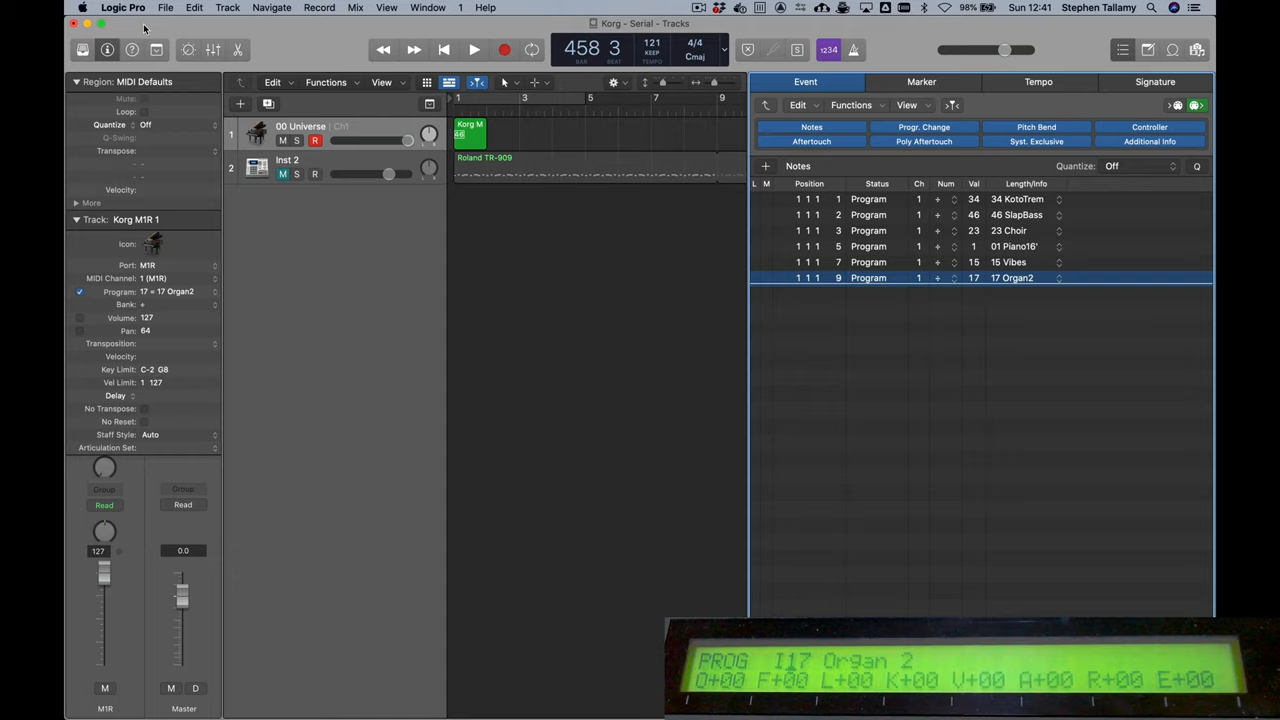 Logic Pro File Edit Track Navigate Record Mix View Window 1 Help 98% Sun 12:41 Stephen Tallamy
Korg - Serial - Tracks
458 3 121 4/4
BAR BEAT KEEP TEMPO Cmaj
1234
Region: MIDI Defaults
Mute:
Loop:
Quantize Off
Q-Swing:
Transpose:
Velocity:
More
Track: Korg M1R 1
Icon:
Port: M1R
MIDI Channel: 1 (M1R)
Program: 17 = 17 Organ2
Bank: +
Volume: 127
Pan: 64
Transposition:
Velocity:
Key Limit: C-2 G8
Vel Limit: 1 127
Delay
No Transpose:
No Reset:
Staff Style: Auto
Articulation Set:
Group Group
Read Read
127 0.0
M M D
M1R Master
Edit Functions View
1 3 5 7 9
1 00 Universe Ch1
M S R
2 Inst 2
M S R
Korg M
46
Roland TR-909
Event Marker Tempo Signature
Edit Functions View
Notes Progr. Change Pitch Bend Controller
Aftertouch Poly Aftertouch Syst. Exclusive Additional Info
+ Notes Quantize: Off Q
L M Position Status Ch Num Val Length/Info
1 1 1 1 Program 1 + 34 34 KotoTrem
1 1 1 2 Program 1 + 46 46 SlapBass
1 1 1 3 Program 1 + 23 23 Choir
1 1 1 5 Program 1 + 1 01 Piano16'
1 1 1 7 Program 1 + 15 15 Vibes
1 1 1 9 Program 1 + 17 17 Organ2
PROG I17 Organ 2
O+00 F+00 L+00 K+00 V+00 A+00 R+00 E+00